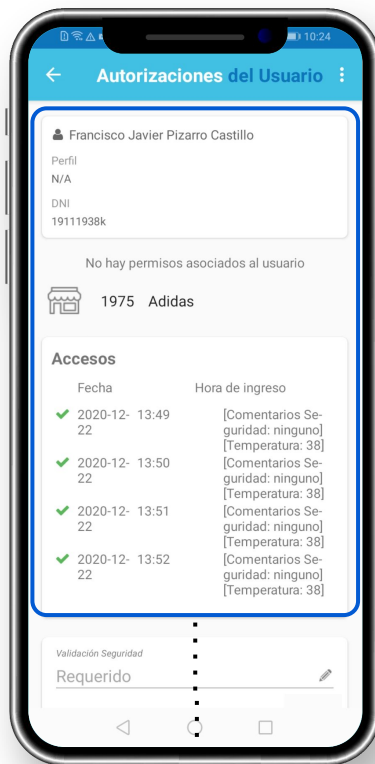 10:24
Autorizaciones del Usuario
Francisco Javier Pizarro Castillo
Perfil
N/A
DNI
19111938k
No hay permisos asociados al usuario
1975 Adidas
Accesos
Fecha Hora de ingreso
2020-12- 13:49 [Comentarios Se-
22 guridad: ninguno]
[Temperatura: 38]
2020-12- 13:50 [Comentarios Se-
22 guridad: ninguno]
[Temperatura: 38]
2020-12- 13:51 [Comentarios Se-
22 guridad: ninguno]
[Temperatura: 38]
2020-12- 13:52 [Comentarios Se-
22 guridad: ninguno]
[Temperatura: 38]
Validación Seguridad
Requerido